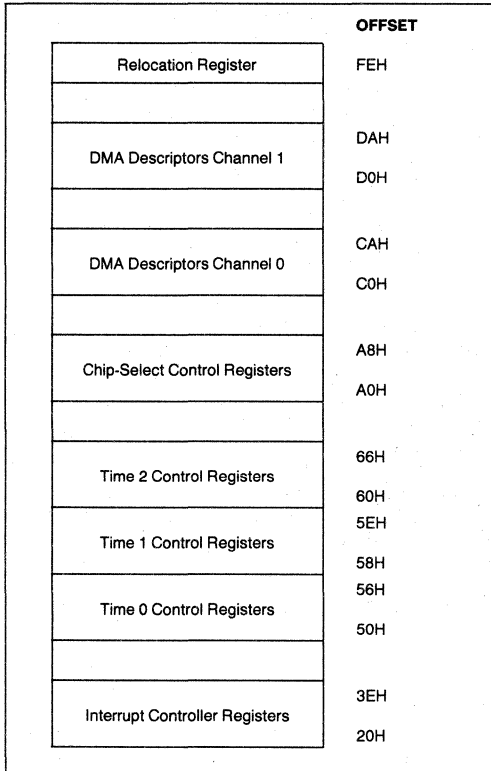 OFFSET
Relocation Register FEH
DAH
DMA Descriptors Channel 1
D0H
CAH
DMA Descriptors Channel 0
C0H
A8H
Chip-Select Control Registers
A0H
66H
Time 2 Control Registers
60H
5EH
Time 1 Control Registers
58H
56H
Time 0 Control Registers
50H
3EH
Interrupt Controller Registers
20H